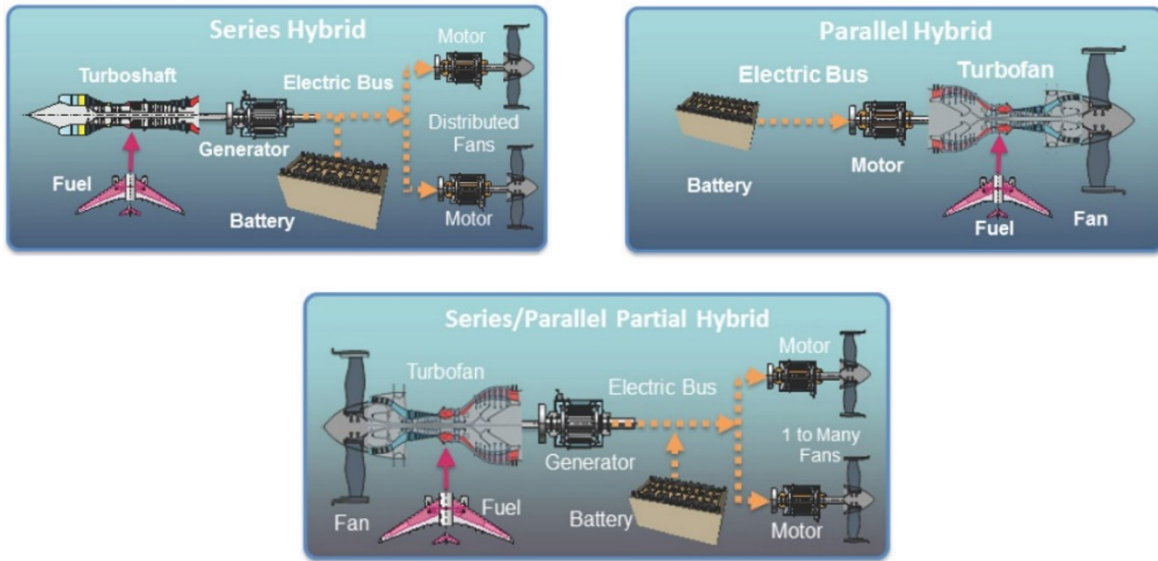 Series Hybrid
Motor
Turboshaft
Electric Bus
Distributed
Fans
Generator
Fuel
Battery
Motor
Parallel Hybrid
Electric Bus
Turbofan
Motor
Battery
Fuel
Fan
Series/Parallel Partial Hybrid
Motor
Turbofan
Electric Bus
1 to Many
Fans
Generator
Fan
Fuel
Battery
Motor